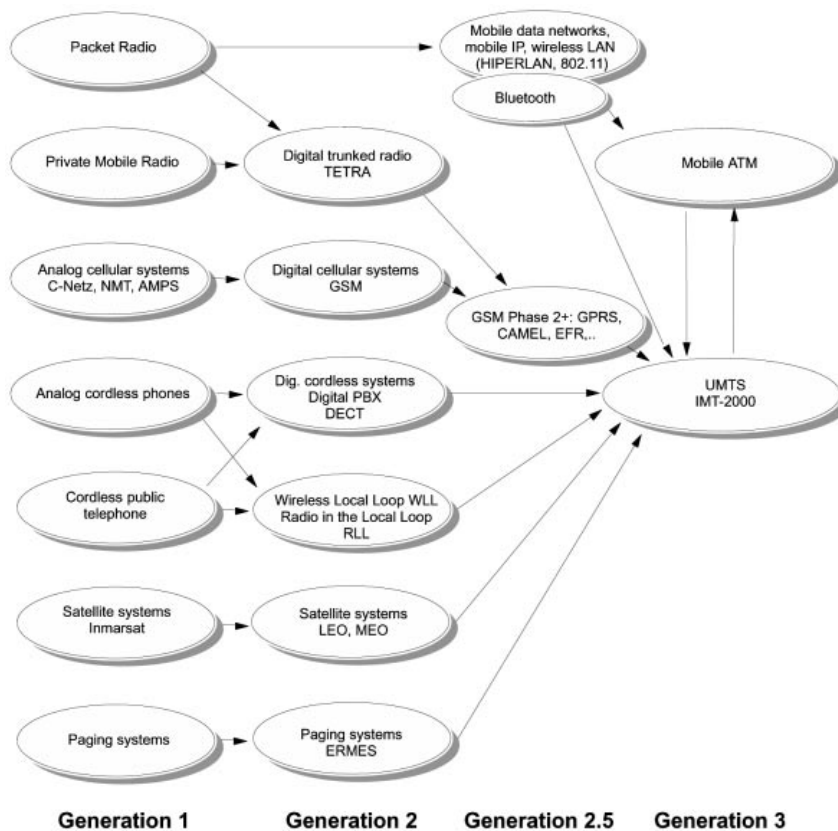 Packet Radio
Mobile data networks,
mobile IP, wireless LAN
(HIPERLAN, 802.11)
Bluetooth
Private Mobile Radio
Digital trunked radio
TETRA
Mobile ATM
Analog cellular systems
C-Netz, NMT, AMPS
Digital cellular systems
GSM
GSM Phase 2+: GPRS,
CAMEL, EFR,..
Analog cordless phones
Dig. cordless systems
Digital PBX
DECT
UMTS
IMT-2000
Cordless public
telephone
Wireless Local Loop WLL
Radio in the Local Loop
RLL
Satellite systems
Inmarsat
Satellite systems
LEO, MEO
Paging systems
Paging systems
ERMES
Generation 1
Generation 2
Generation 2.5
Generation 3